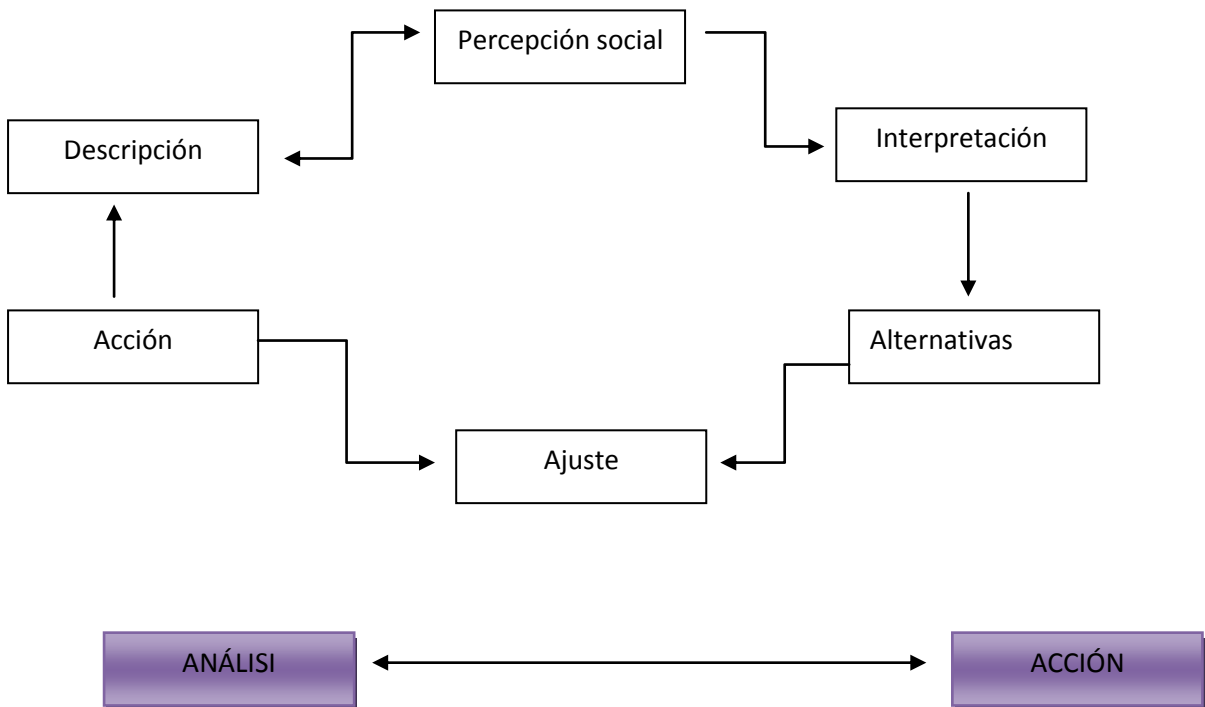 Percepción social
Descripción
Interpretación
Acción
Alternativas
Ajuste
ANÁLISI
ACCIÓN